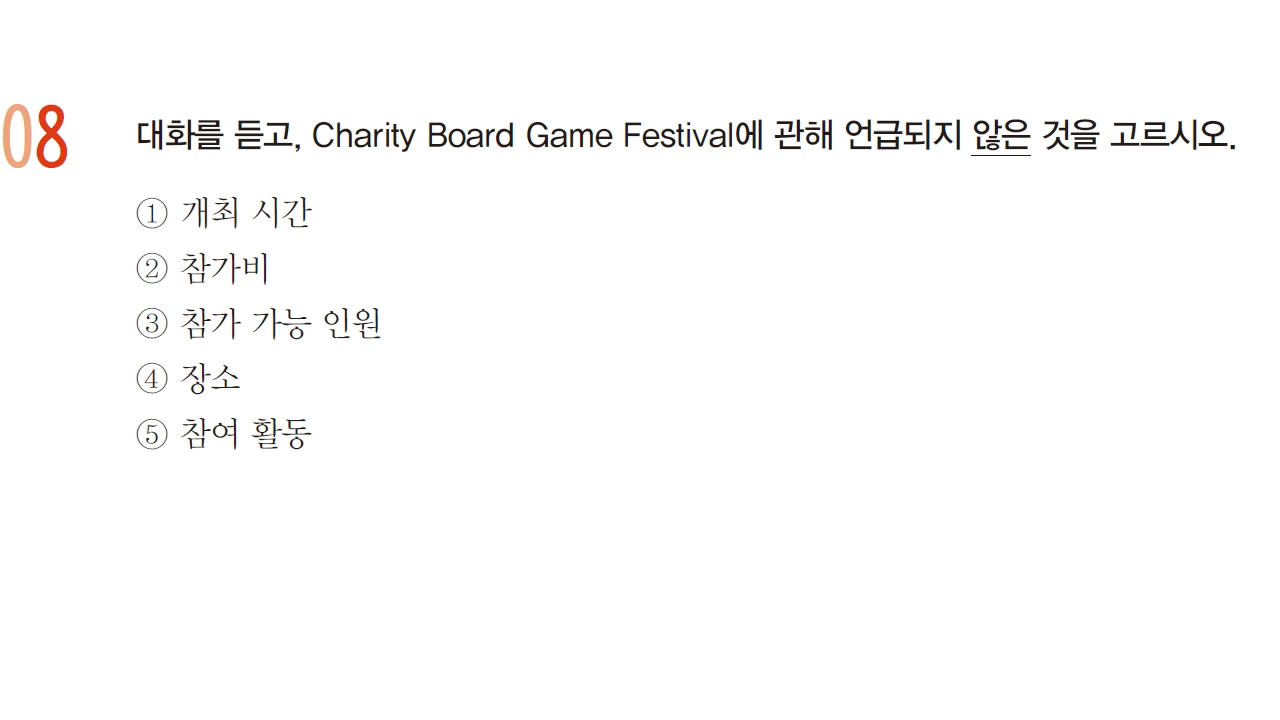 08 대화를 듣고, Charity Board Game Festival에 관해 언급되지 않은 것을 고르시오.
① 개최 시간
② 참가비
③ 참가 가능 인원
④ 장소
⑤ 참여 활동